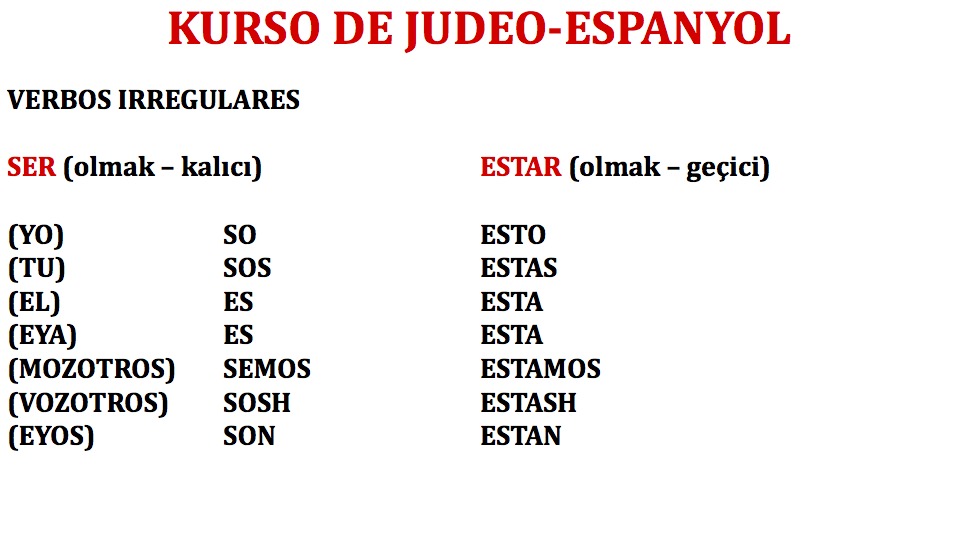 KURSO DE JUDEO-ESPANYOL
VERBOS IRREGULARES
SER (olmak – kalıcı) ESTAR (olmak – geçici)
(YO) SO ESTO
(TU) SOS ESTAS
(EL) ES ESTA
(EYA) ES ESTA
(MOZOTROS) SEMOS ESTAMOS
(VOZOTROS) SOSH ESTASH
(EYOS) SON ESTAN